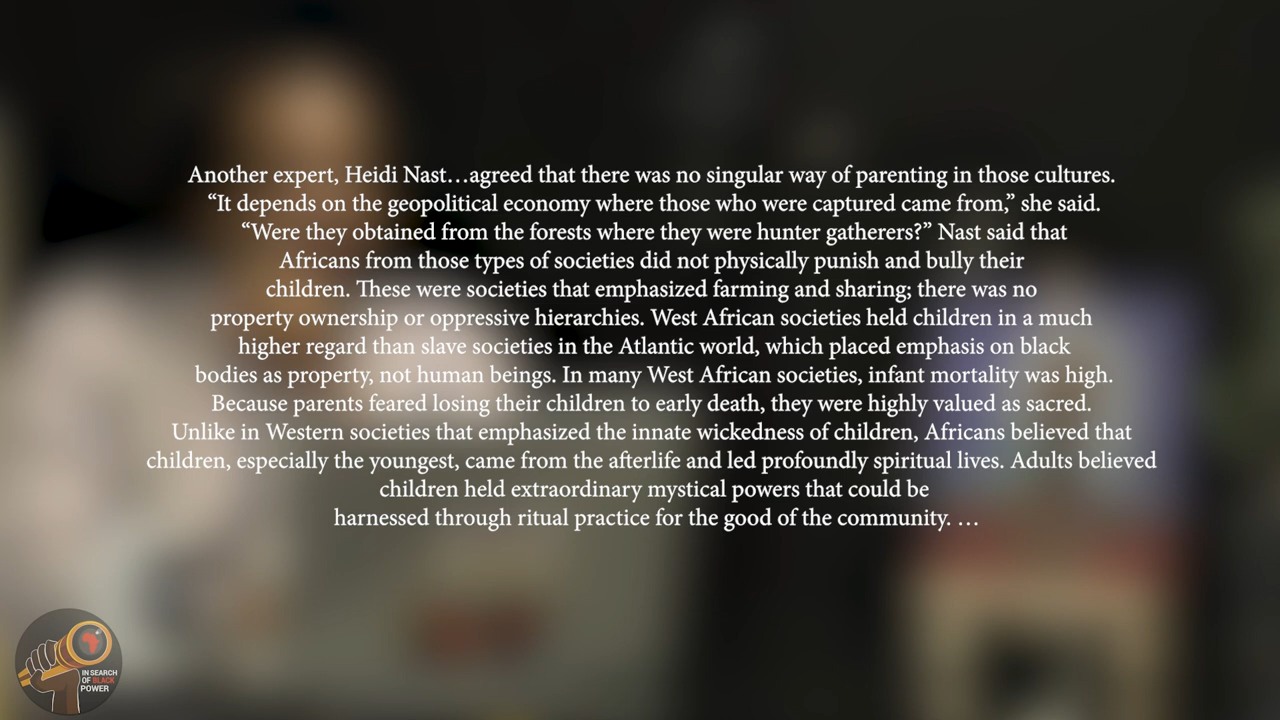 Another expert, Heidi Nast…agreed that there was no singular way of parenting in those cultures.
“It depends on the geopolitical economy where those who were captured came from,” she said.
“Were they obtained from the forests where they were hunter gatherers?” Nast said that
Africans from those types of societies did not physically punish and bully their
children. These were societies that emphasized farming and sharing; there was no
property ownership or oppressive hierarchies. West African societies held children in a much
higher regard than slave societies in the Atlantic world, which placed emphasis on black
bodies as property, not human beings. In many West African societies, infant mortality was high.
Because parents feared losing their children to early death, they were highly valued as sacred.
Unlike in Western societies that emphasized the innate wickedness of children, Africans believed that
children, especially the youngest, came from the afterlife and led profoundly spiritual lives. Adults believed
children held extraordinary mystical powers that could be
harnessed through ritual practice for the good of the community. …
IN SEARCH
OF BLACK
POWER